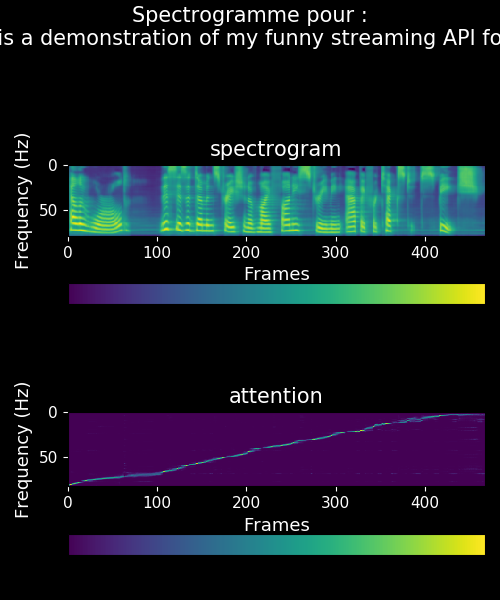 Spectrogramme pour :
is a demonstration of my funny streaming API fo
spectrogram
Frequency (Hz)
0
50
0 100 200 300 400
Frames
attention
Frequency (Hz)
0
50
0 100 200 300 400
Frames